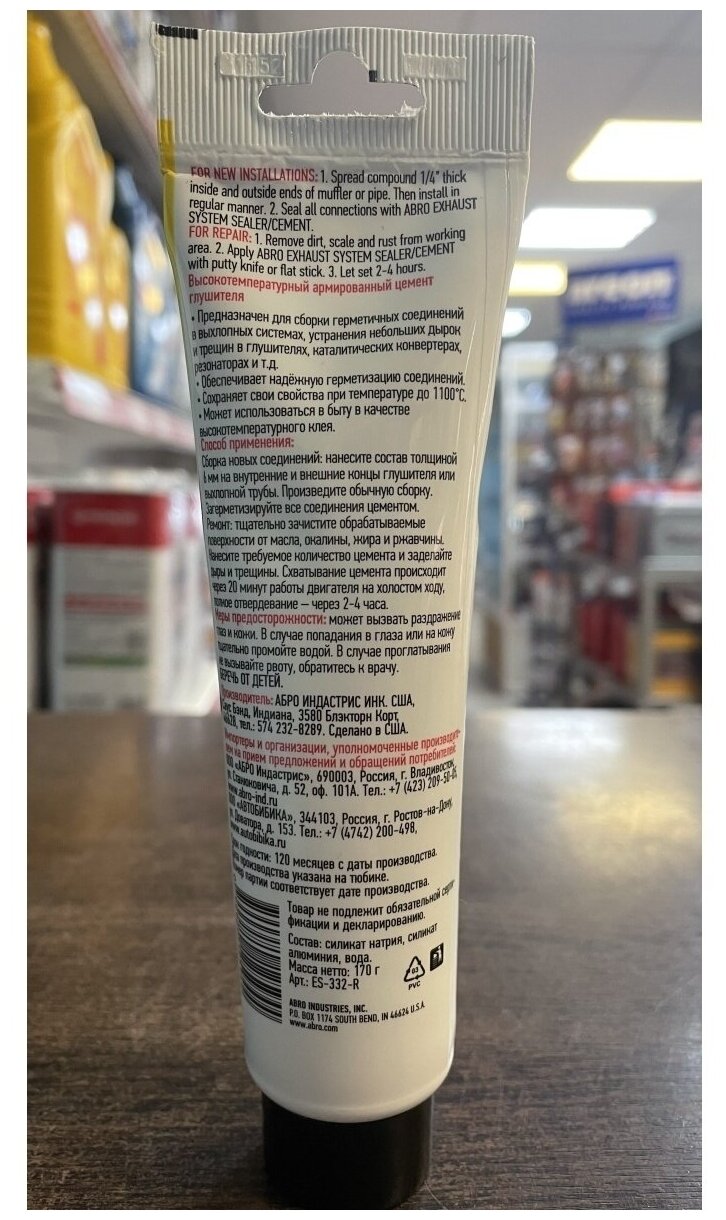 FOR NEW INSTALLATIONS: 1. Spread compound 1/4" thick
inside and outside ends of muffler or pipe. Then install in
regular manner. 2. Seal all connections with ABRO EXHAUST
SYSTEM SEALER/CEMENT.
FOR REPAIR: 1. Remove dirt, scale and rust from working
area. 2. Apply ABRO EXHAUST SYSTEM SEALER/CEMENT
with putty knife or flat stick. 3. Let set 2-4 hours.
Высокотемпературный армированный цемент
глушителя
• Предназначен для сборки герметичных соединений
в выхлопных системах, устранения небольших дырок
и трещин в глушителях, каталитических конвертерах,
резонаторах и т.д.
• Обеспечивает надёжную герметизацию соединений.
• Сохраняет свои свойства при температуре до 1100°С.
• Может использоваться в быту в качестве
высокотемпературного клея.
Способ применения:
Сборка новых соединений: нанесите состав толщиной
6 мм на внутренние и внешние концы глушителя или
выхлопной трубы. Произведите обычную сборку.
Загерметизируйте все соединения цементом.
Ремонт: тщательно зачистите обрабатываемые
поверхности от масла, окалины, жира и ржавчины.
Нанесите требуемое количество цемента и заделайте
дыры и трещины. Схватывание цемента происходит
через 20 минут работы двигателя на холостом ходу,
полное отвердевание – через 2-4 часа.
Меры предосторожности: может вызвать раздражение
глаз и кожи. В случае попадания в глаза или на кожу
тщательно промойте водой. В случае проглатывания
не вызывайте рвоту, обратитесь к врачу.
БЕРЕЧЬ ОТ ДЕТЕЙ.
Производитель: АБРО ИНДАСТРИС ИНК. США,
Саус Бэнд, Индиана, 3580 Блэкторн Корт,
тел.: 574 232-8289. Сделано в США.
Импортеры и организации, уполномоченные производите-
лем на прием предложений и обращений потребителей:
ООО «АБРО Индастрис», 690003, Россия, г. Владивосток,
ул. Станюковича, д. 52, оф. 101А. Тел.: +7 (423) 209-50-05,
www.abro-ind.ru
ООО «АВТОБИБИКА», 344103, Россия, г. Ростов-на-Дону,
ул. Доватора, д. 153. Тел.: +7 (4742) 200-498,
www.autobibika.ru
Срок годности: 120 месяцев с даты производства.
Дата производства указана на тюбике.
Номер партии соответствует дате производства.
Товар не подлежит обязательной серти-
фикации и декларированию.
Состав: силикат натрия, силикат
алюминия, вода.
Масса нетто: 170 г
Арт.: ES-332-R
03
PVC
ABRO INDUSTRIES, INC.
P.O. BOX 1174 SOUTH BEND, IN 46624 U.S.A.
www.abro.com